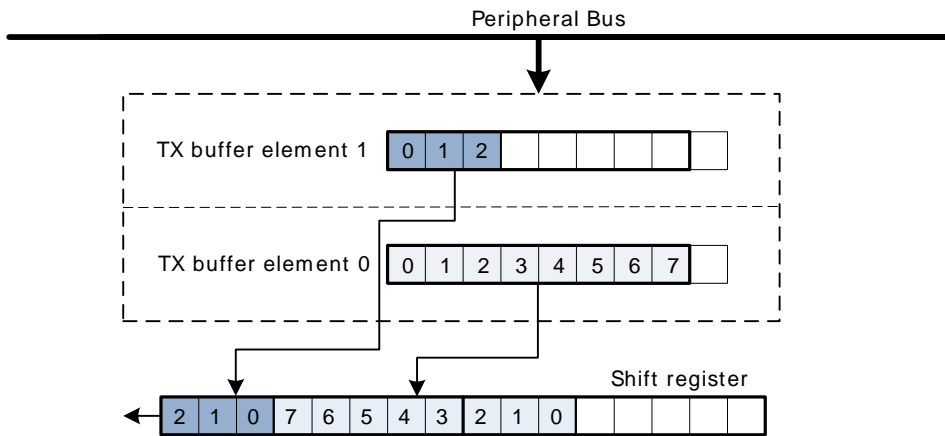 Peripheral Bus
TX buffer element 1 0 1 2
TX buffer element 0 0 1 2 3 4 5 6 7
Shift register
2 1 0 7 6 5 4 3 2 1 0